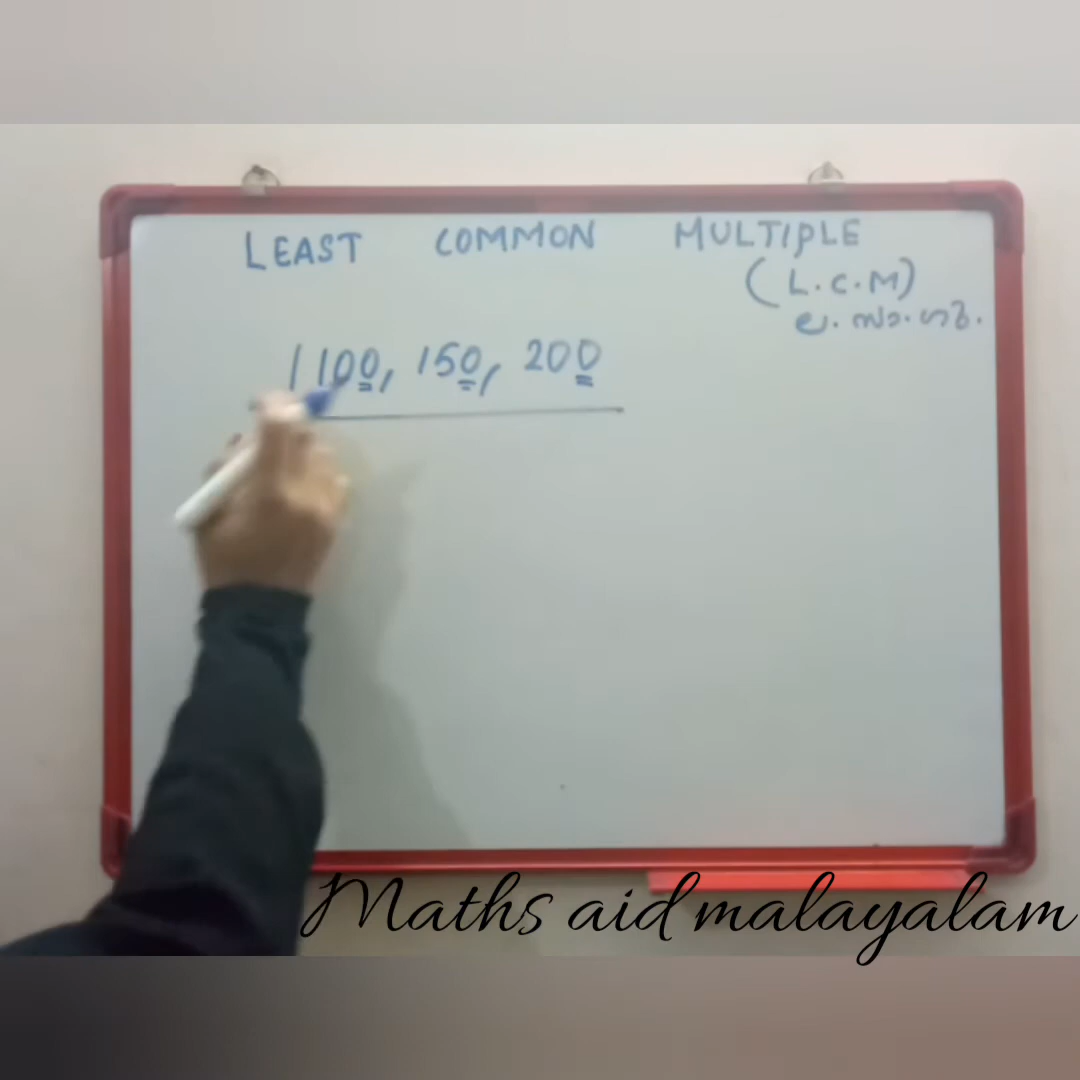 LEAST COMMON MULTIPLE
(L.C.M)
ല.സാ.ഗു.
100, 150, 200
Maths aid malayalam